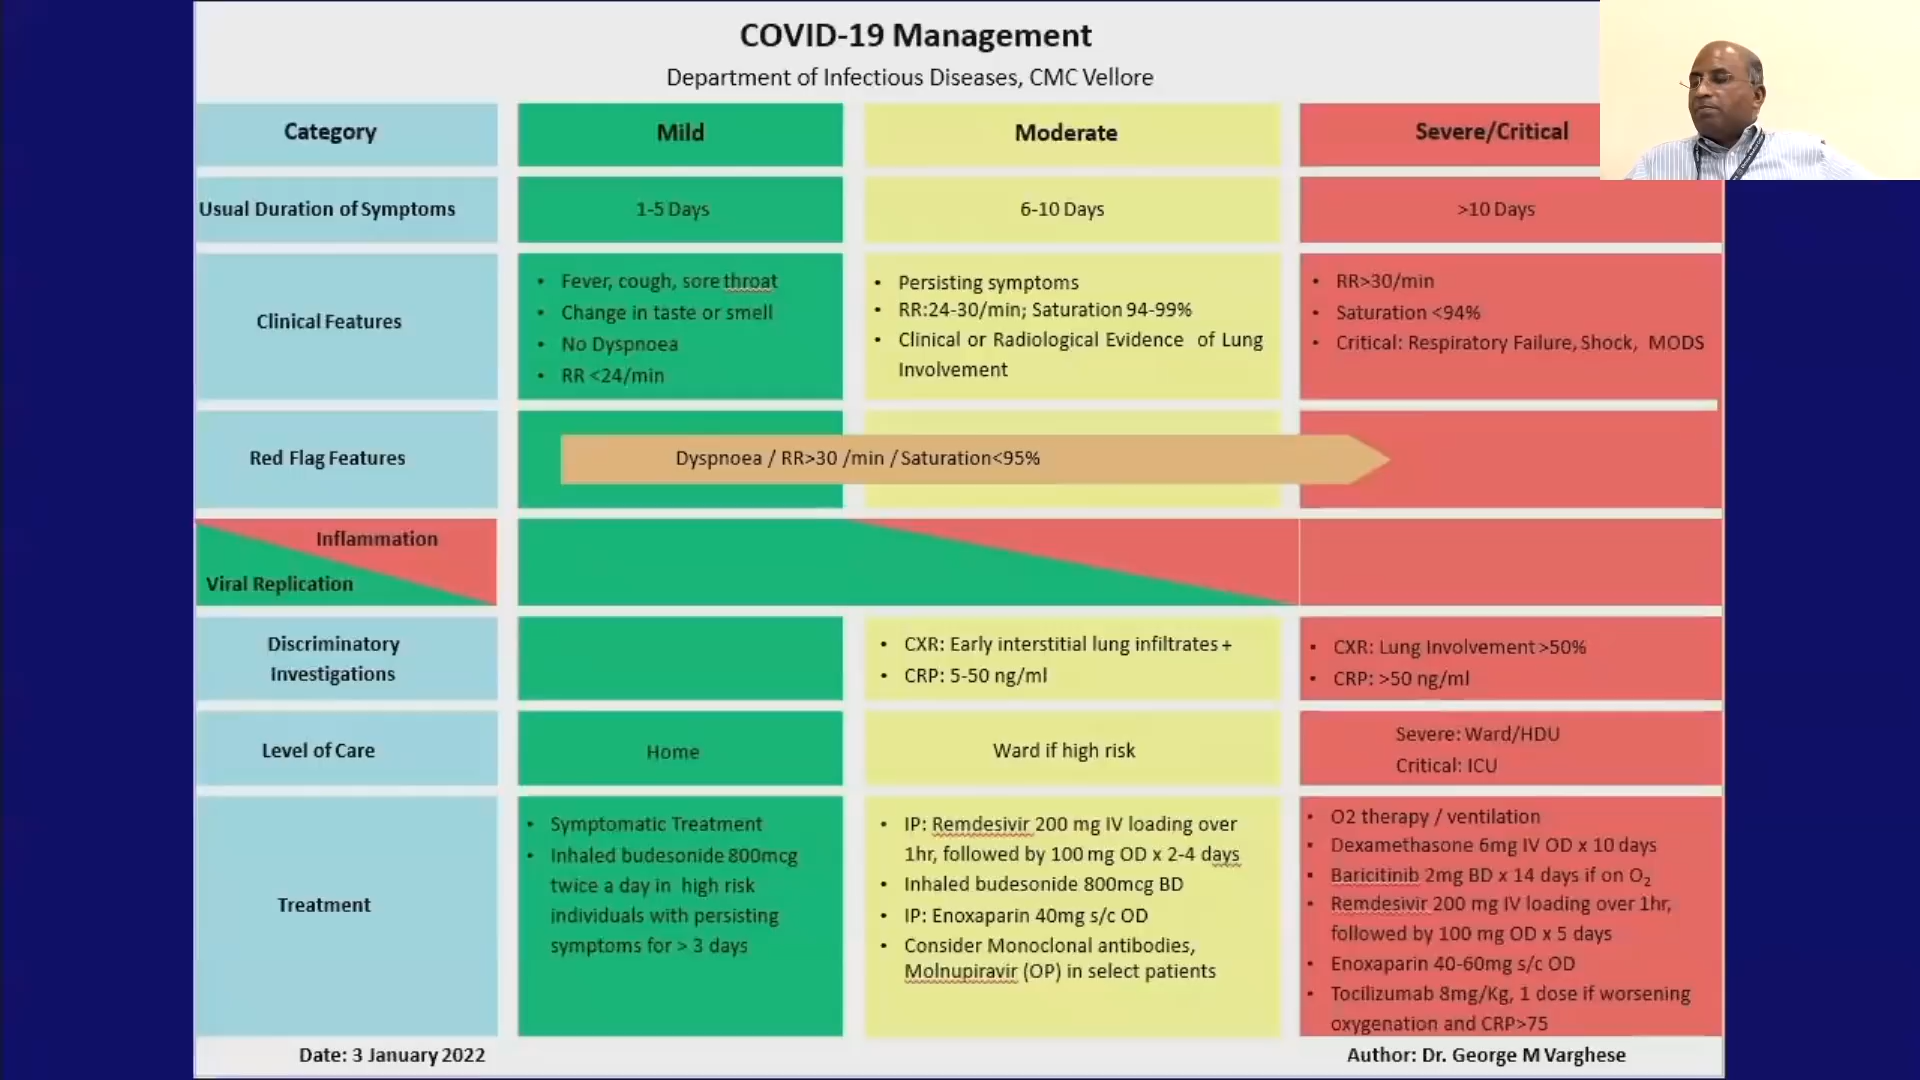 COVID-19 Management
Department of Infectious Diseases, CMC Vellore
Category
Mild
Moderate
Severe/Critical
Usual Duration of Symptoms
1-5 Days
6-10 Days
>10 Days
Clinical Features
• Fever, cough, sore throat
• Change in taste or smell
• No Dyspnoea
• RR <24/min
• Persisting symptoms
• RR:24-30/min; Saturation 94-99%
• Clinical or Radiological Evidence of Lung
Involvement
• RR>30/min
• Saturation <94%
• Critical: Respiratory Failure, Shock, MODS
Red Flag Features
Dyspnoea / RR>30 /min / Saturation<95%
Inflammation
Viral Replication
Discriminatory
Investigations
• CXR: Early interstitial lung infiltrates +
• CRP: 5-50 ng/ml
• CXR: Lung Involvement >50%
• CRP: >50 ng/ml
Level of Care
Home
Ward if high risk
Severe: Ward/HDU
Critical: ICU
Treatment
• Symptomatic Treatment
• Inhaled budesonide 800mcg
twice a day in high risk
individuals with persisting
symptoms for > 3 days
• IP: Remdesivir 200 mg IV loading over
1hr, followed by 100 mg OD x 2-4 days
• Inhaled budesonide 800mcg BD
• IP: Enoxaparin 40mg s/c OD
• Consider Monoclonal antibodies,
Molnupiravir (OP) in select patients
• O2 therapy / ventilation
• Dexamethasone 6mg IV OD x 10 days
• Baricitinib 2mg BD x 14 days if on O₂
• Remdesivir 200 mg IV loading over 1hr,
followed by 100 mg OD x 5 days
• Enoxaparin 40-60mg s/c OD
• Tocilizumab 8mg/Kg, 1 dose if worsening
oxygenation and CRP>75
Date: 3 January 2022
Author: Dr. George M Varghese